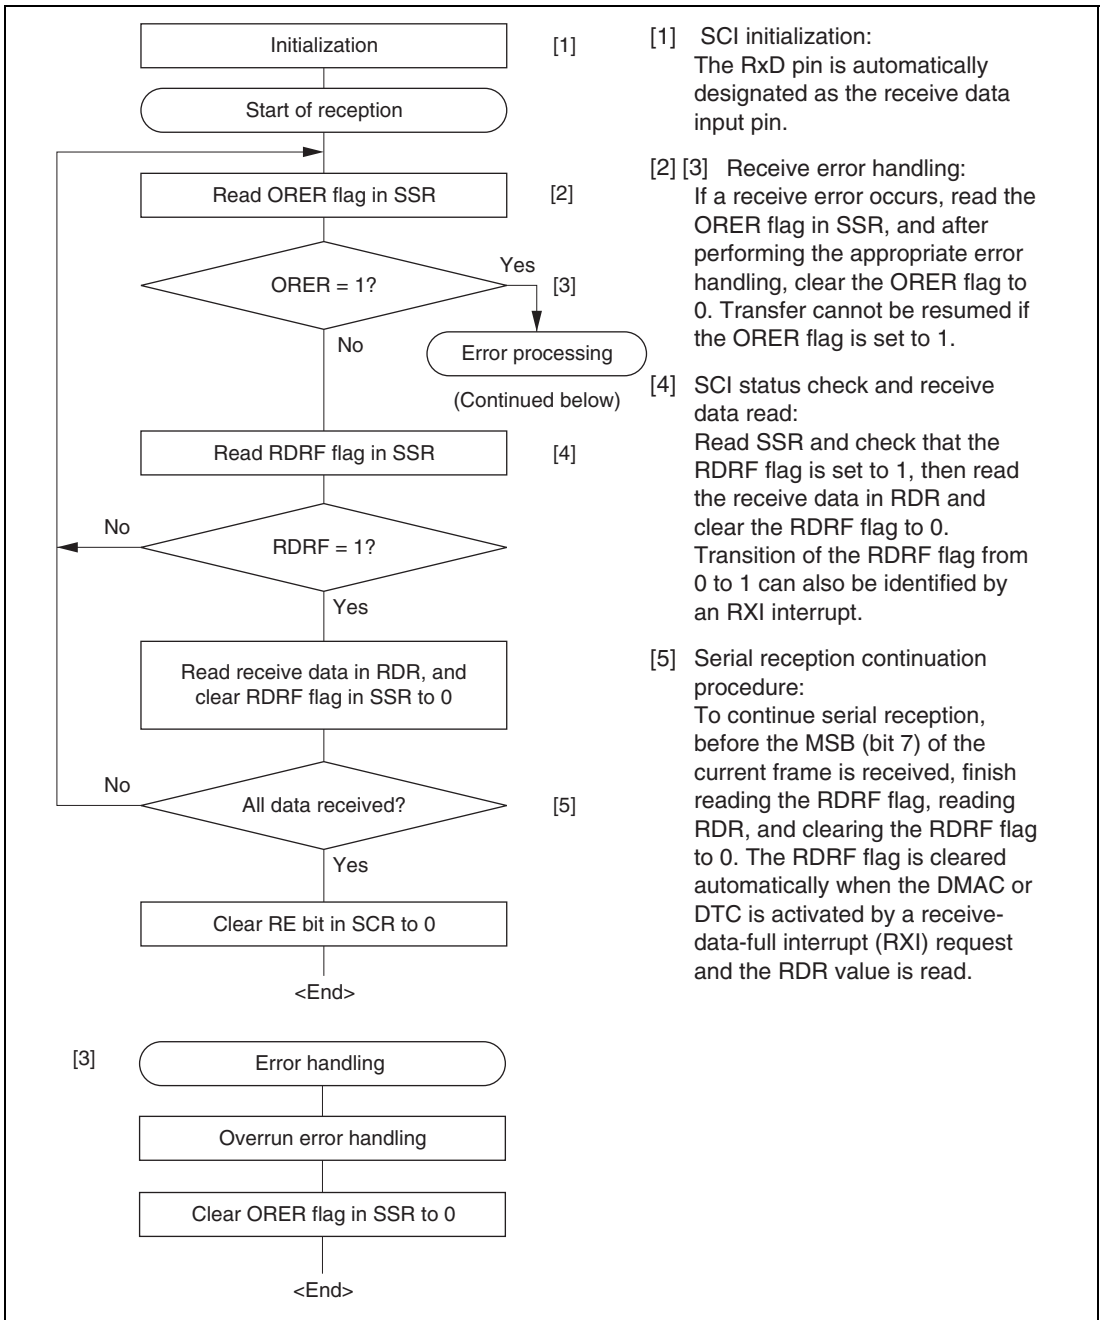 Initialization
[1]
Start of reception
Read ORER flag in SSR
[2]
ORER = 1?
Yes
[3]
No
Error processing
(Continued below)
Read RDRF flag in SSR
[4]
No
RDRF = 1?
Yes
Read receive data in RDR, and
clear RDRF flag in SSR to 0
No
All data received?
[5]
Yes
Clear RE bit in SCR to 0
<End>
[3]
Error handling
Overrun error handling
Clear ORER flag in SSR to 0
<End>
[1] SCI initialization:
The RxD pin is automatically
designated as the receive data
input pin.
[2] [3] Receive error handling:
If a receive error occurs, read the
ORER flag in SSR, and after
performing the appropriate error
handling, clear the ORER flag to
0. Transfer cannot be resumed if
the ORER flag is set to 1.
[4] SCI status check and receive
data read:
Read SSR and check that the
RDRF flag is set to 1, then read
the receive data in RDR and
clear the RDRF flag to 0.
Transition of the RDRF flag from
0 to 1 can also be identified by
an RXI interrupt.
[5] Serial reception continuation
procedure:
To continue serial reception,
before the MSB (bit 7) of the
current frame is received, finish
reading the RDRF flag, reading
RDR, and clearing the RDRF flag
to 0. The RDRF flag is cleared
automatically when the DMAC or
DTC is activated by a receive-
data-full interrupt (RXI) request
and the RDR value is read.